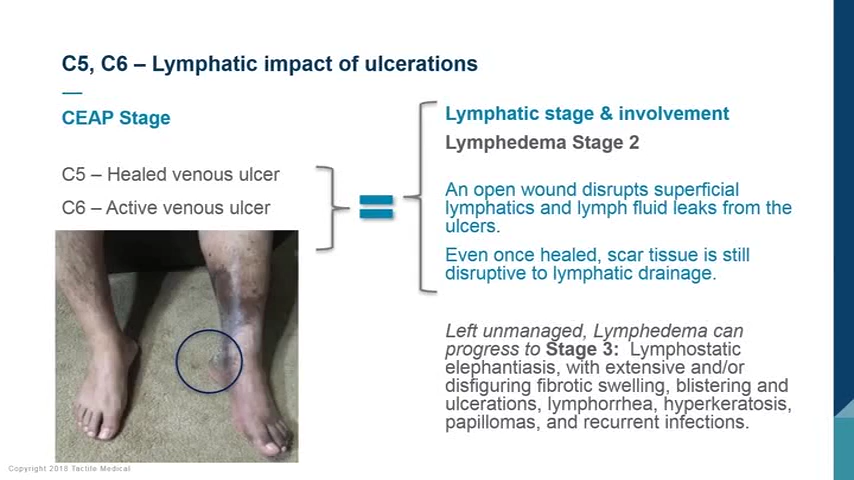 C5, C6 – Lymphatic impact of ulcerations
CEAP Stage
C5 – Healed venous ulcer
C6 – Active venous ulcer
Lymphatic stage & involvement
Lymphedema Stage 2
An open wound disrupts superficial
lymphatics and lymph fluid leaks from the
ulcers.
Even once healed, scar tissue is still
disruptive to lymphatic drainage.
Left unmanaged, Lymphedema can
progress to Stage 3: Lymphostatic
elephantiasis, with extensive and/or
disfiguring fibrotic swelling, blistering and
ulcerations, lymphorrhea, hyperkeratosis,
papillomas, and recurrent infections.
Copyright 2018 Tactile Medical